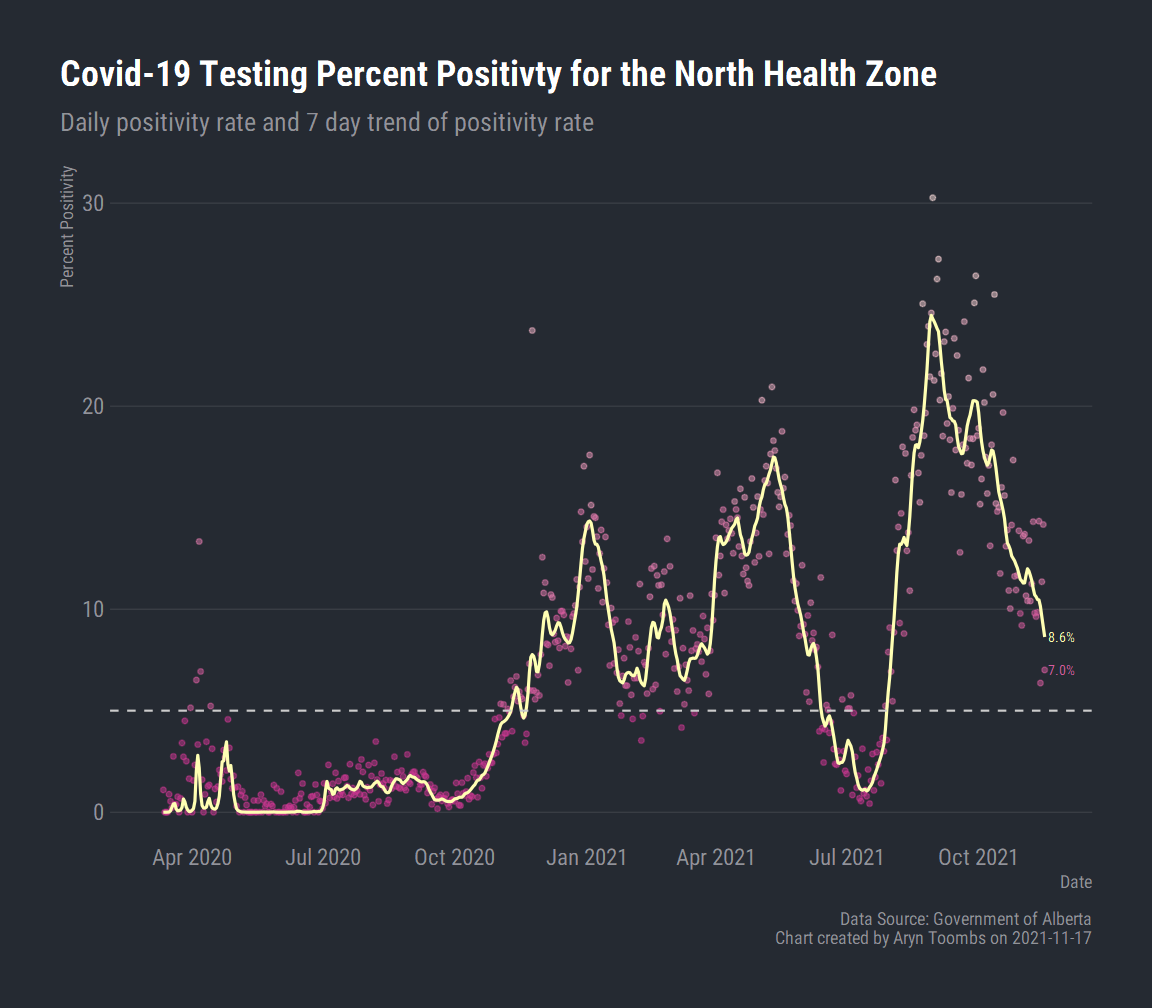 Covid-19 Testing Percent Positivty for the North Health Zone
Daily positivity rate and 7 day trend of positivity rate
Percent Positivity
30
20
10
0
8.6%
7.0%
Apr 2020 Jul 2020 Oct 2020 Jan 2021 Apr 2021 Jul 2021 Oct 2021
Date
Data Source: Government of Alberta
Chart created by Aryn Toombs on 2021-11-17